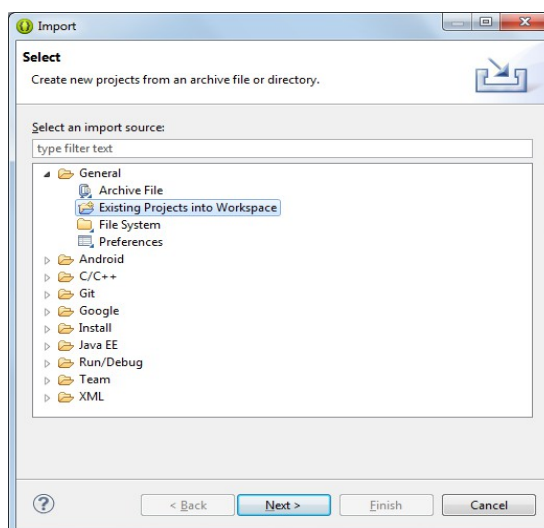 Import
Select
Create new projects from an archive file or directory.
Select an import source:
type filter text
General
Archive File
Existing Projects into Workspace
File System
Preferences
Android
C/C++
Git
Google
Install
Java EE
Run/Debug
Team
XML
?
< Back Next > Finish Cancel